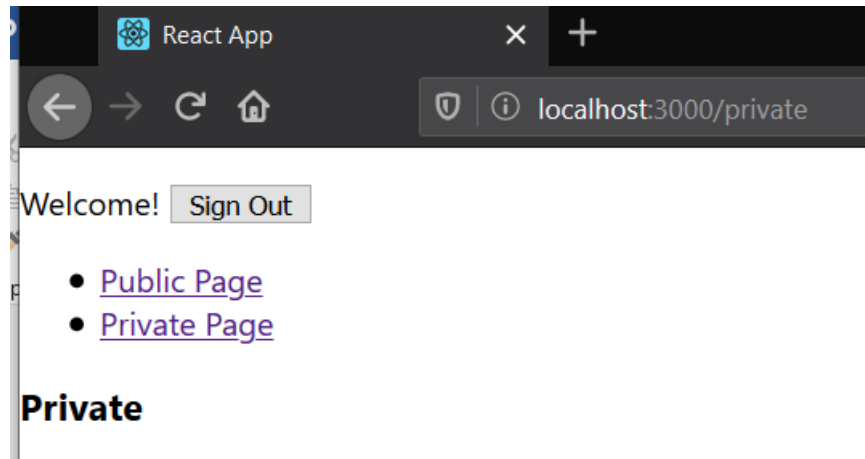 React App
localhost:3000/private
Welcome! Sign Out
Public Page
Private Page
Private